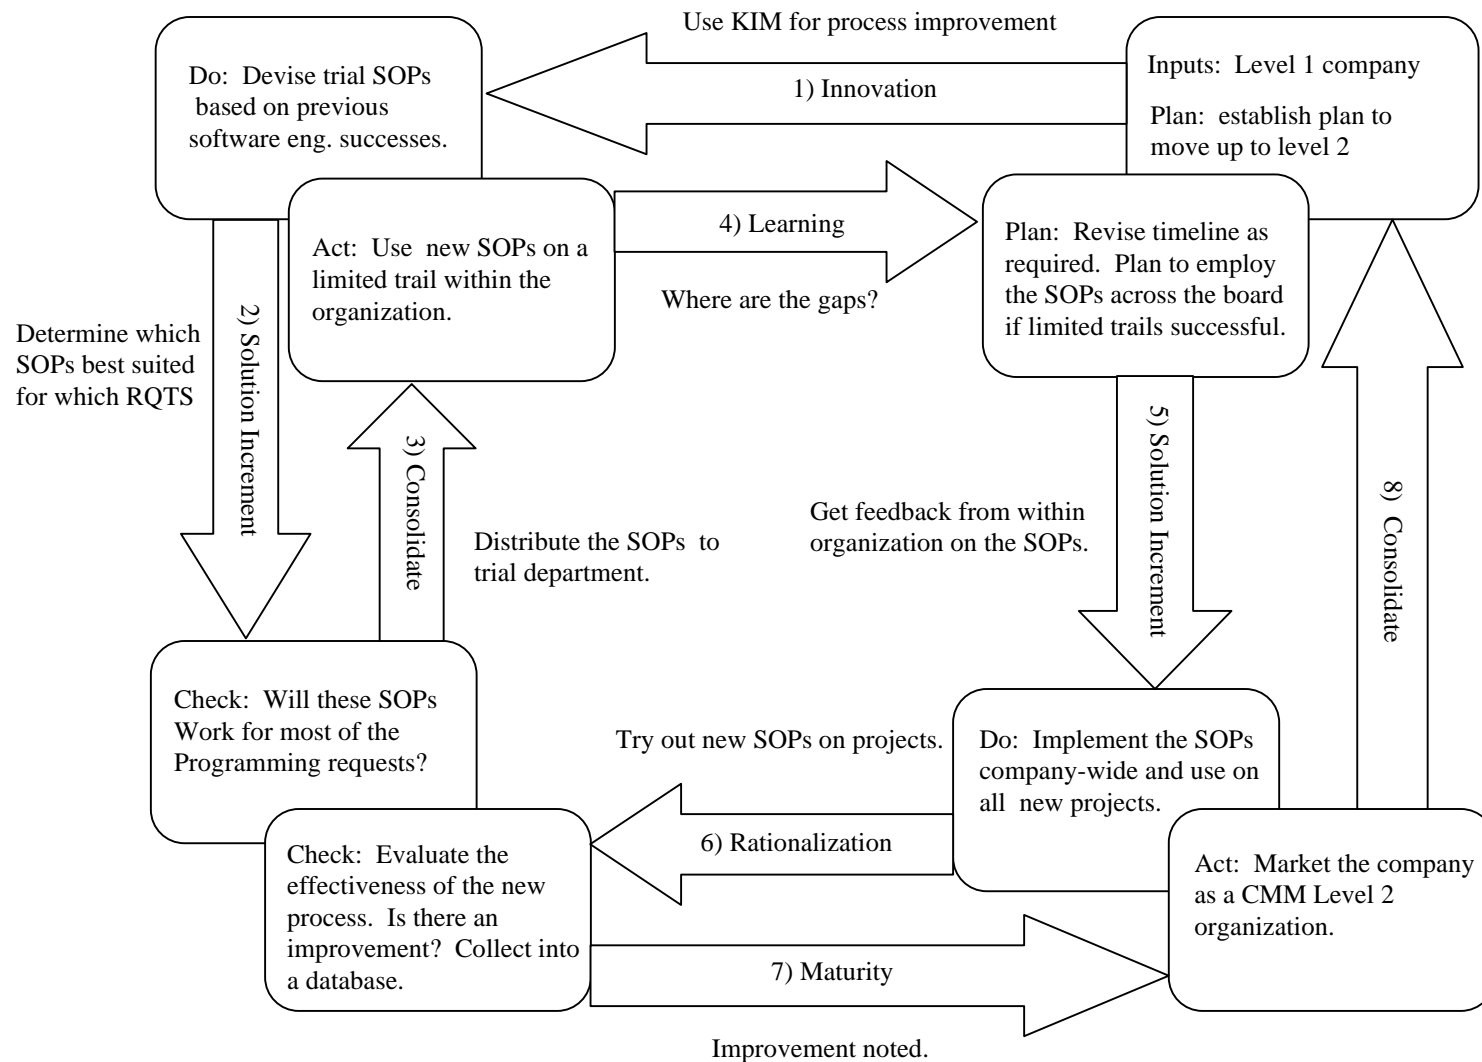 Use KIM for process improvement
Do:  Devise trial SOPs
based on previous
software eng. successes.
1) Innovation
Inputs:  Level 1 company
Plan:  establish plan to
move up to level 2
Act:  Use  new SOPs on a
limited trail within the
organization.
4) Learning
Where are the gaps?
Plan:  Revise timeline as
required.  Plan to employ
the SOPs across the board
if limited trails successful.
Determine which
SOPs best suited
for which RQTS
2) Solution Increment
3) Consolidate
Distribute the SOPs  to
trial department.
Get feedback from within
organization on the SOPs.
5) Solution Increment
8)  Consolidate
Check:  Will these SOPs
Work for most of the
Programming requests?
Try out new SOPs on projects.
Do:  Implement the SOPs
company-wide and use on
all  new projects.
6) Rationalization
Check:  Evaluate the
effectiveness of the new
process.  Is there an
improvement?  Collect into
a database.
Act:  Market the company
as a CMM Level 2
organization.
7) Maturity
Improvement noted.